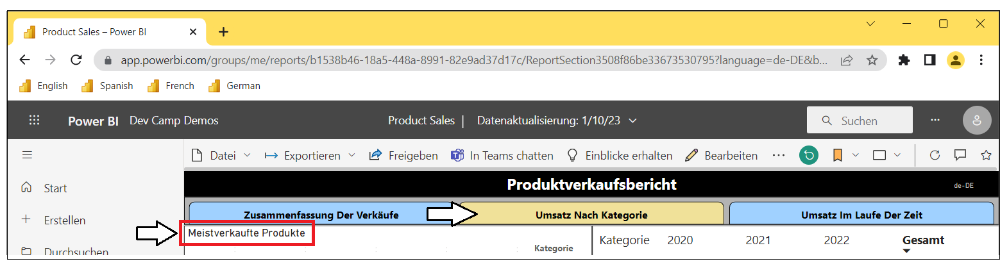 Product Sales – Power BI
app.powerbi.com/groups/me/reports/b1538b46-18a5-448a-8991-82e9ad37d17c/ReportSection3508f86be33673530795?language=de-DE&b...
English Spanish French German
Power BI Dev Camp Demos Product Sales | Datenaktualisierung: 1/10/23 Suchen
Datei Exportieren Freigeben In Teams chatten Einblicke erhalten Bearbeiten
Produktverkaufsbericht de-DE
Start
Zusammenfassung Der Verkäufe Umsatz Nach Kategorie Umsatz Im Laufe Der Zeit
Erstellen
Meistverkaufte Produkte
Kategorie 2020 2021 2022 Gesamt
Kategorie
Durchsuchen